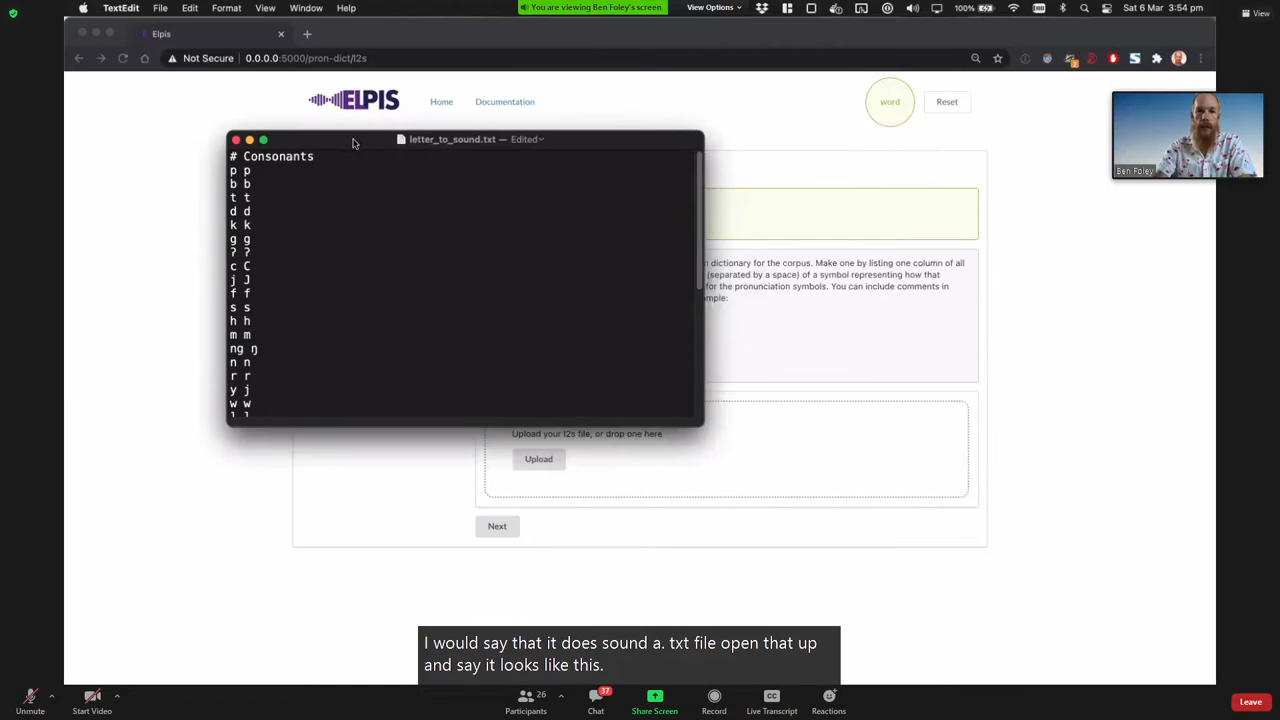 TextEdit File Edit Format View Window Help
You are viewing Ben Foley's screen
View Options
100%
Sat 6 Mar 3:54 pm
View
Elpis
Not Secure 0.0.0.0:5000/pron-dict/l2s
ELPIS
Home Documentation
word
Reset
letter_to_sound.txt — Edited
# Consonants
p p
b b
t t
d d
k k
g g
ʔ ʔ
c C
j J
f f
s s
h h
m m
ng ŋ
n n
r r
y j
w w
l l
dictionary for the corpus. Make one by listing one column of all
(separated by a space) of a symbol representing how that
for the pronunciation symbols. You can include comments in
Upload your l2s file, or drop one here
Upload
Next
Ben Foley
I would say that it does sound a. txt file open that up
and say it looks like this.
Unmute
Start Video
26
Participants
37
Chat
Share Screen
Record
Live Transcript
Reactions
Leave